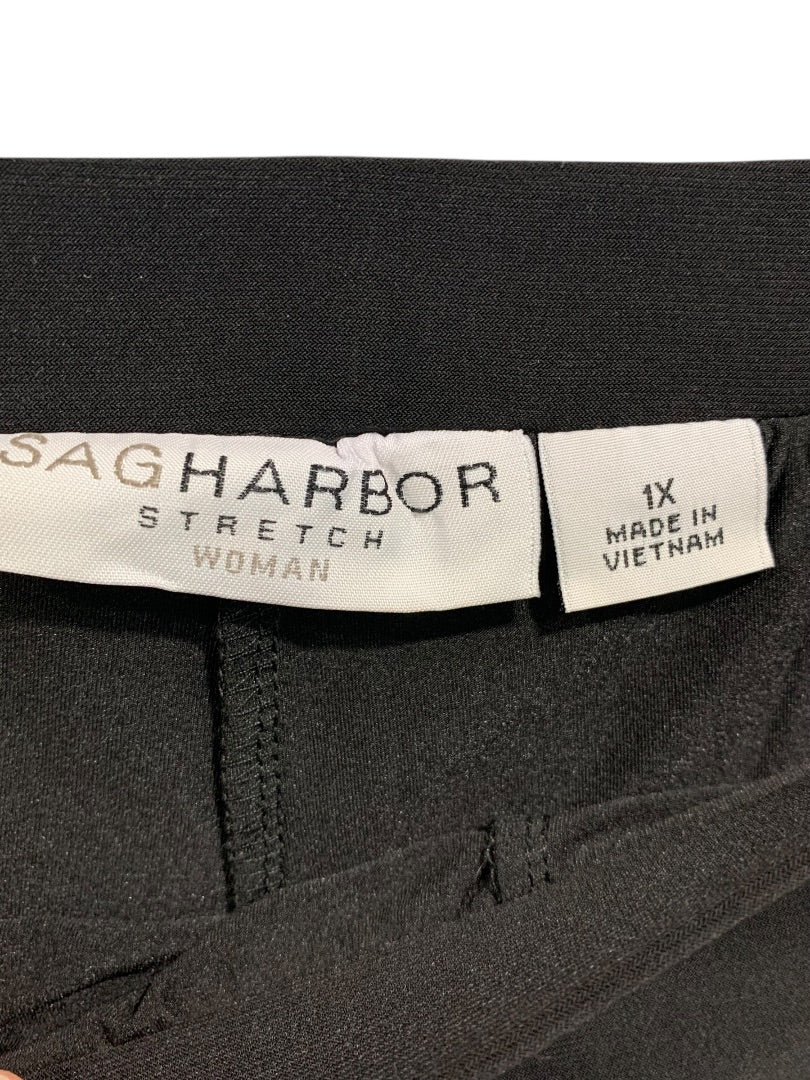 SAGHARBOR
STRETCH
WOMAN
1X
MADE IN
VIETNAM